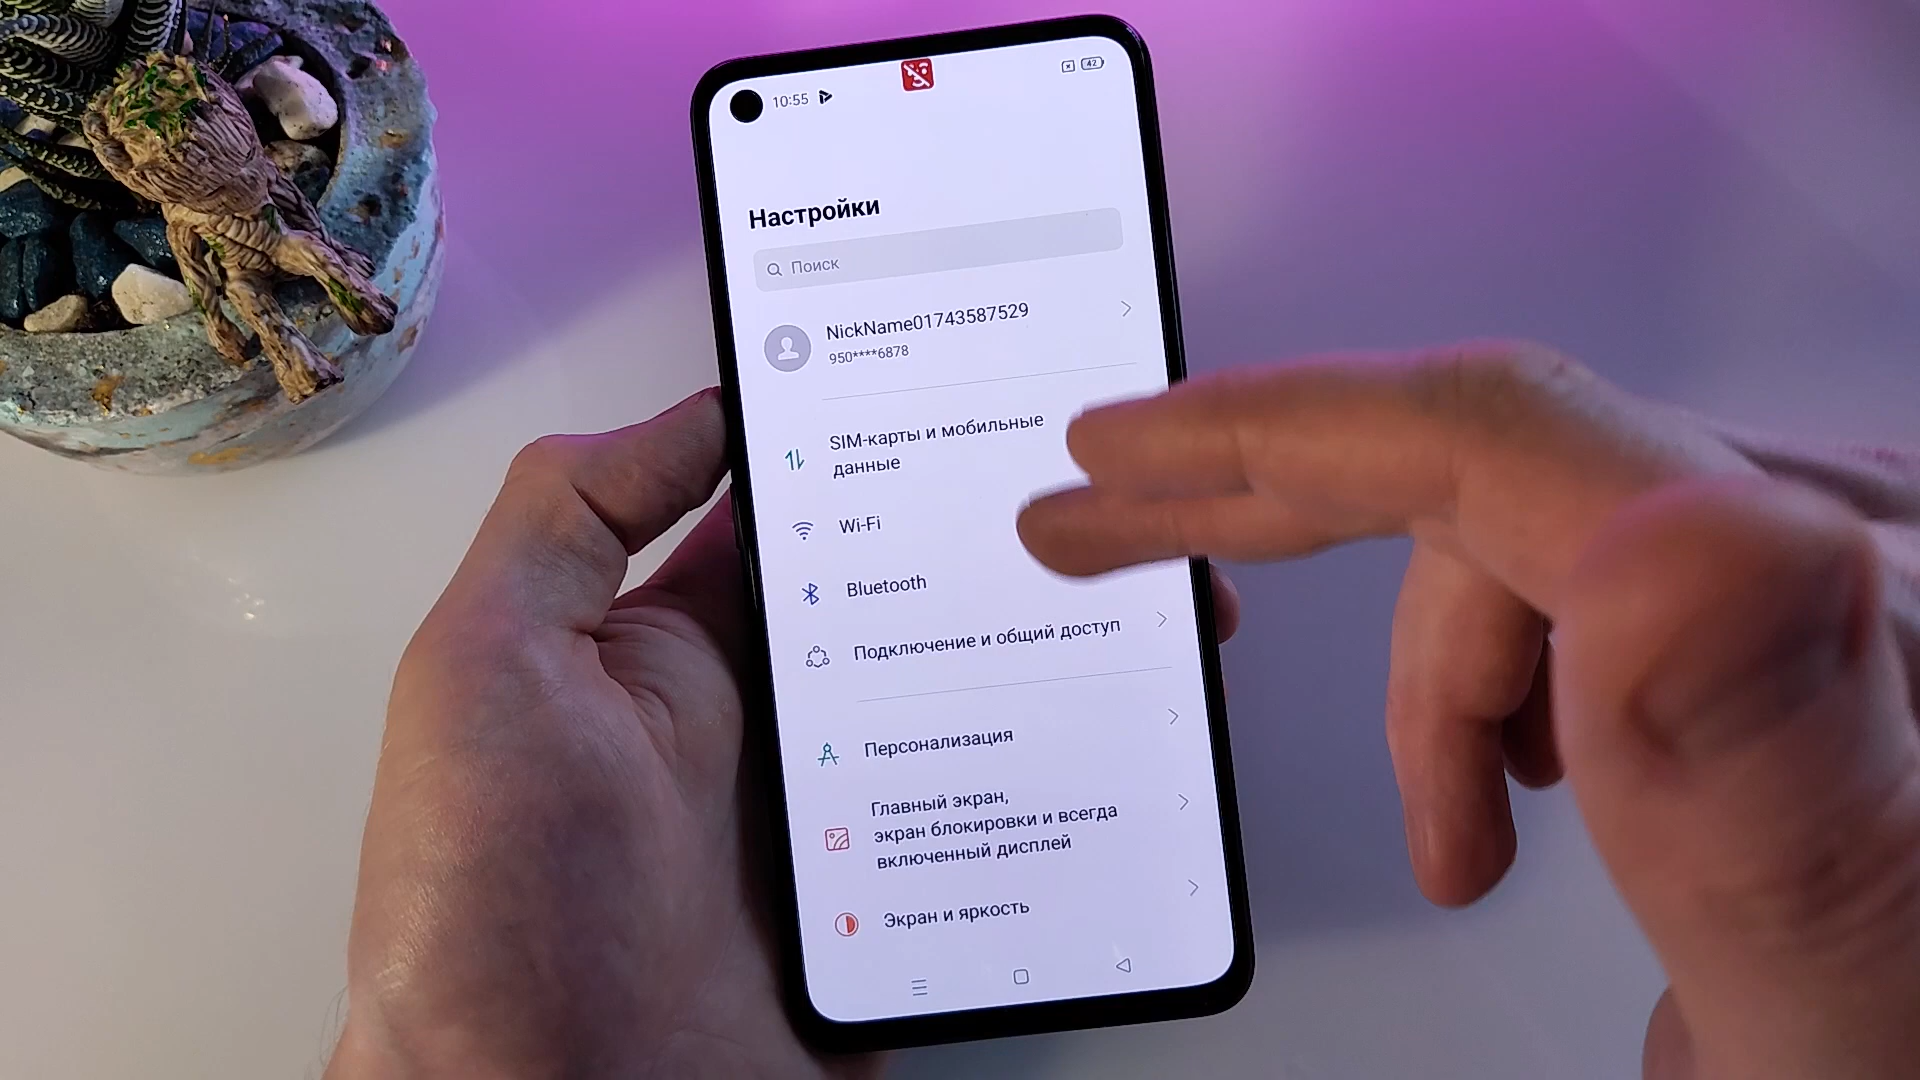 10:55
42
Настройки
Поиск
NickName01743587529
950****6878
SIM-карты и мобильные
данные
Wi-Fi
Bluetooth
Подключение и общий доступ
Персонализация
Главный экран,
экран блокировки и всегда
включенный дисплей
Экран и яркость